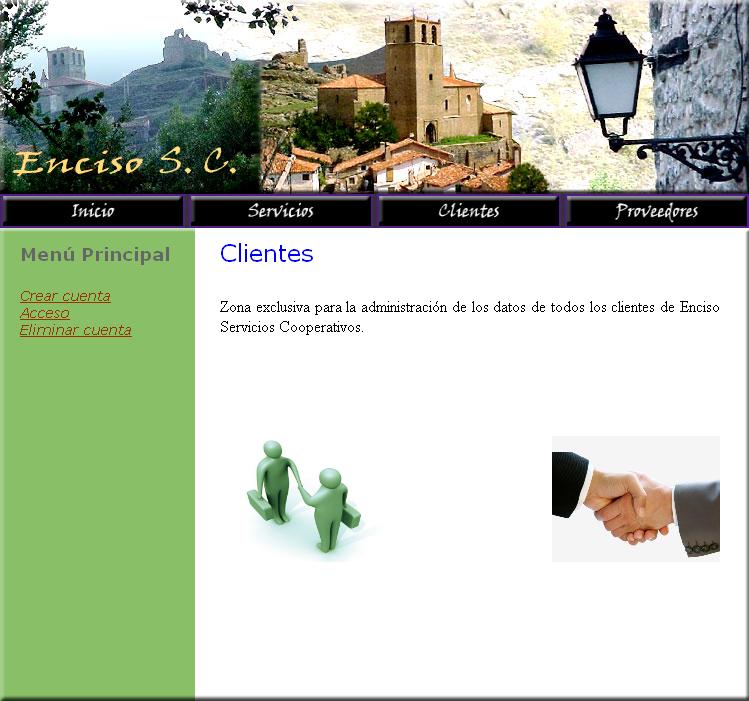 Enciso S. C.
Inicio Servicios Clientes Proveedores
Menú Principal
Crear cuenta
Acceso
Eliminar cuenta
Clientes
Zona exclusiva para la administración de los datos de todos los clientes de Enciso
Servicios Cooperativos.